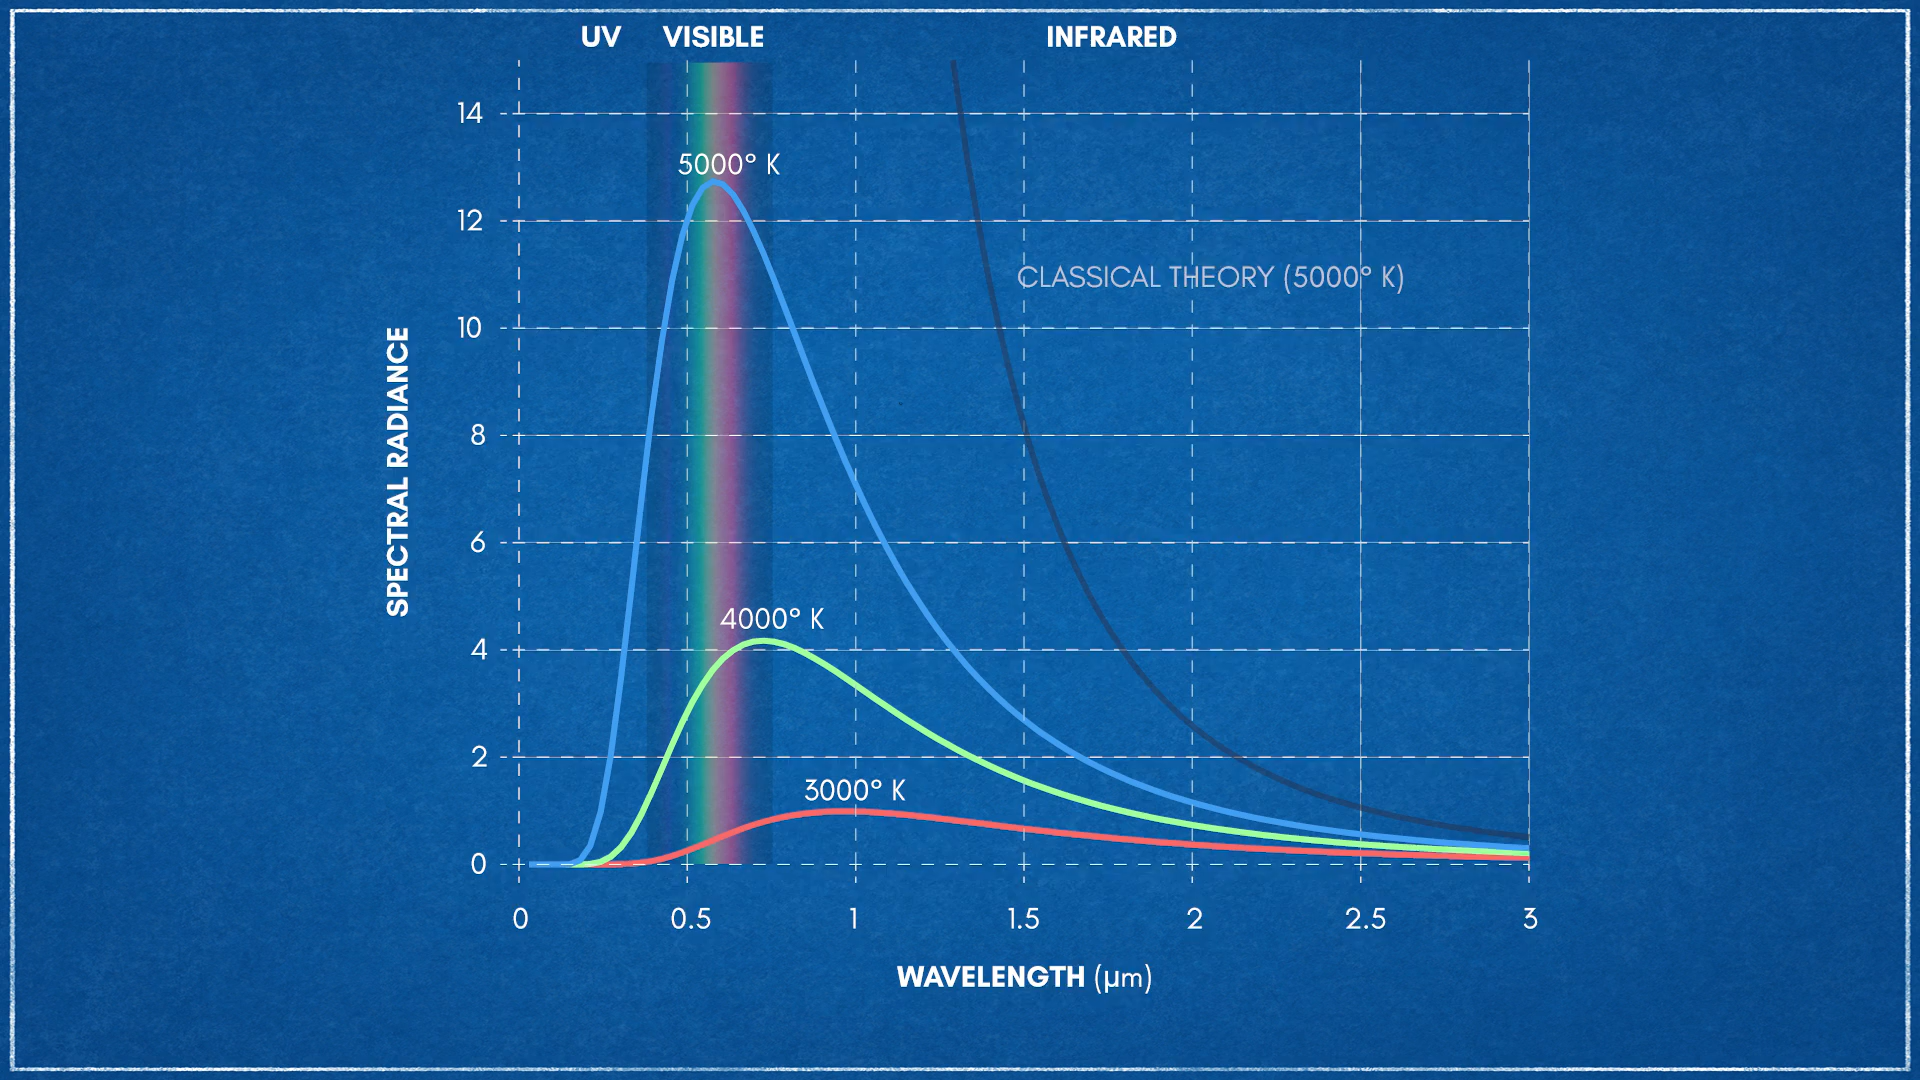 UV VISIBLE INFRARED
14
5000° K
12
CLASSICAL THEORY (5000° K)
10
SPECTRAL RADIANCE
8
6
4000° K
4
2
3000° K
0
0 0.5 1 1.5 2 2.5 3
WAVELENGTH (μm)